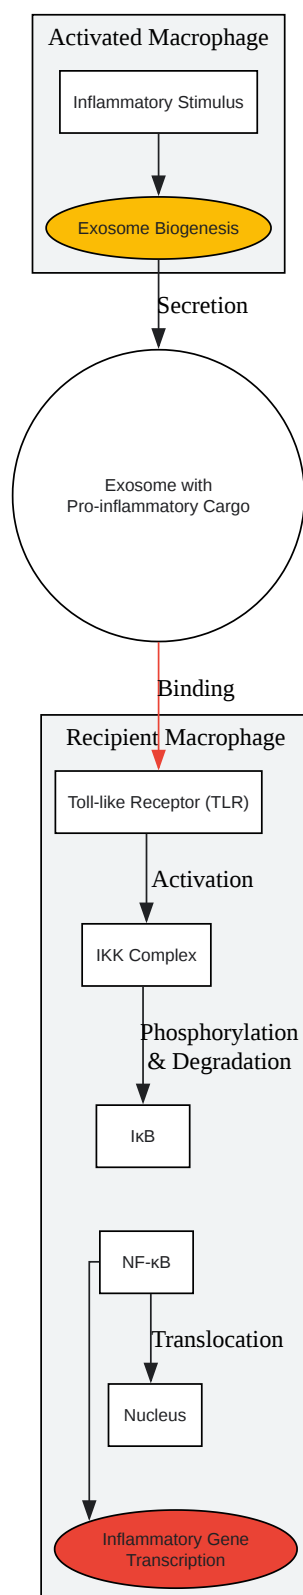 Activated Macrophage
Inflammatory Stimulus
Exosome Biogenesis
Secretion
Exosome with
Pro-inflammatory Cargo
Binding
Recipient Macrophage
Toll-like Receptor (TLR)
Activation
IKK Complex
Phosphorylation
& Degradation
IκB
NF-κB
Translocation
Nucleus
Inflammatory Gene
Transcription